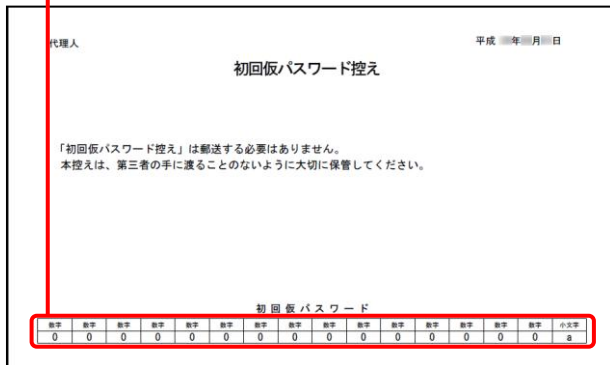 代理人
平成 年 月 日
初回仮パスワード控え
「初回仮パスワード控え」は郵送する必要はありません。
本控えは、第三者の手に渡ることのないように大切に保管してください。
初回仮パスワード
数字 数字 数字 数字 数字 数字 数字 数字 数字 数字 数字 数字 数字 数字 数字 小文字
0 0 0 0 0 0 0 0 0 0 0 0 0 0 0 a